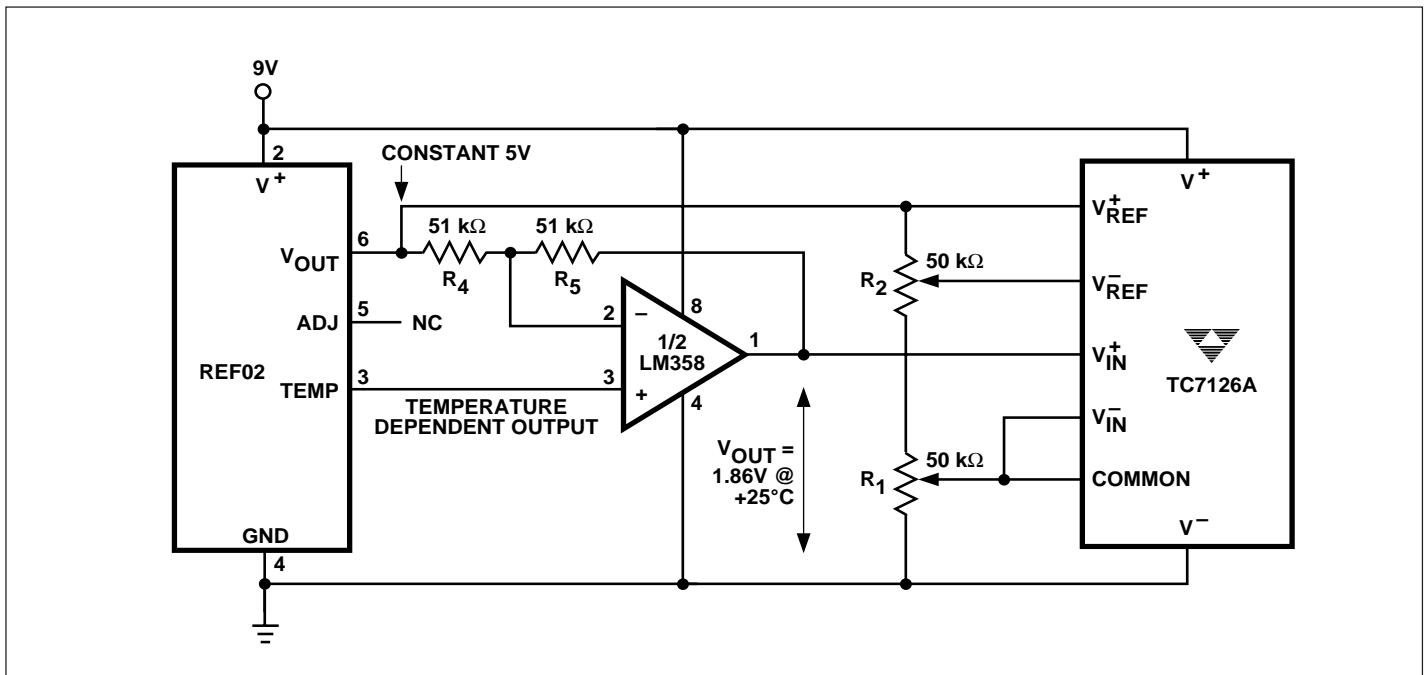 9V
2
V+
CONSTANT 5V
6
VOUT
51 kΩ
R4
51 kΩ
R5
ADJ
5
NC
REF02
TEMP
3
TEMPERATURE
DEPENDENT OUTPUT
GND
4
2
–
8
1/2
LM358
3
+
4
1
VOUT =
1.86V @
+25°C
50 kΩ
R2
50 kΩ
R1
V+
V+REF
V–REF
V+IN
TC7126A
V–IN
COMMON
V–